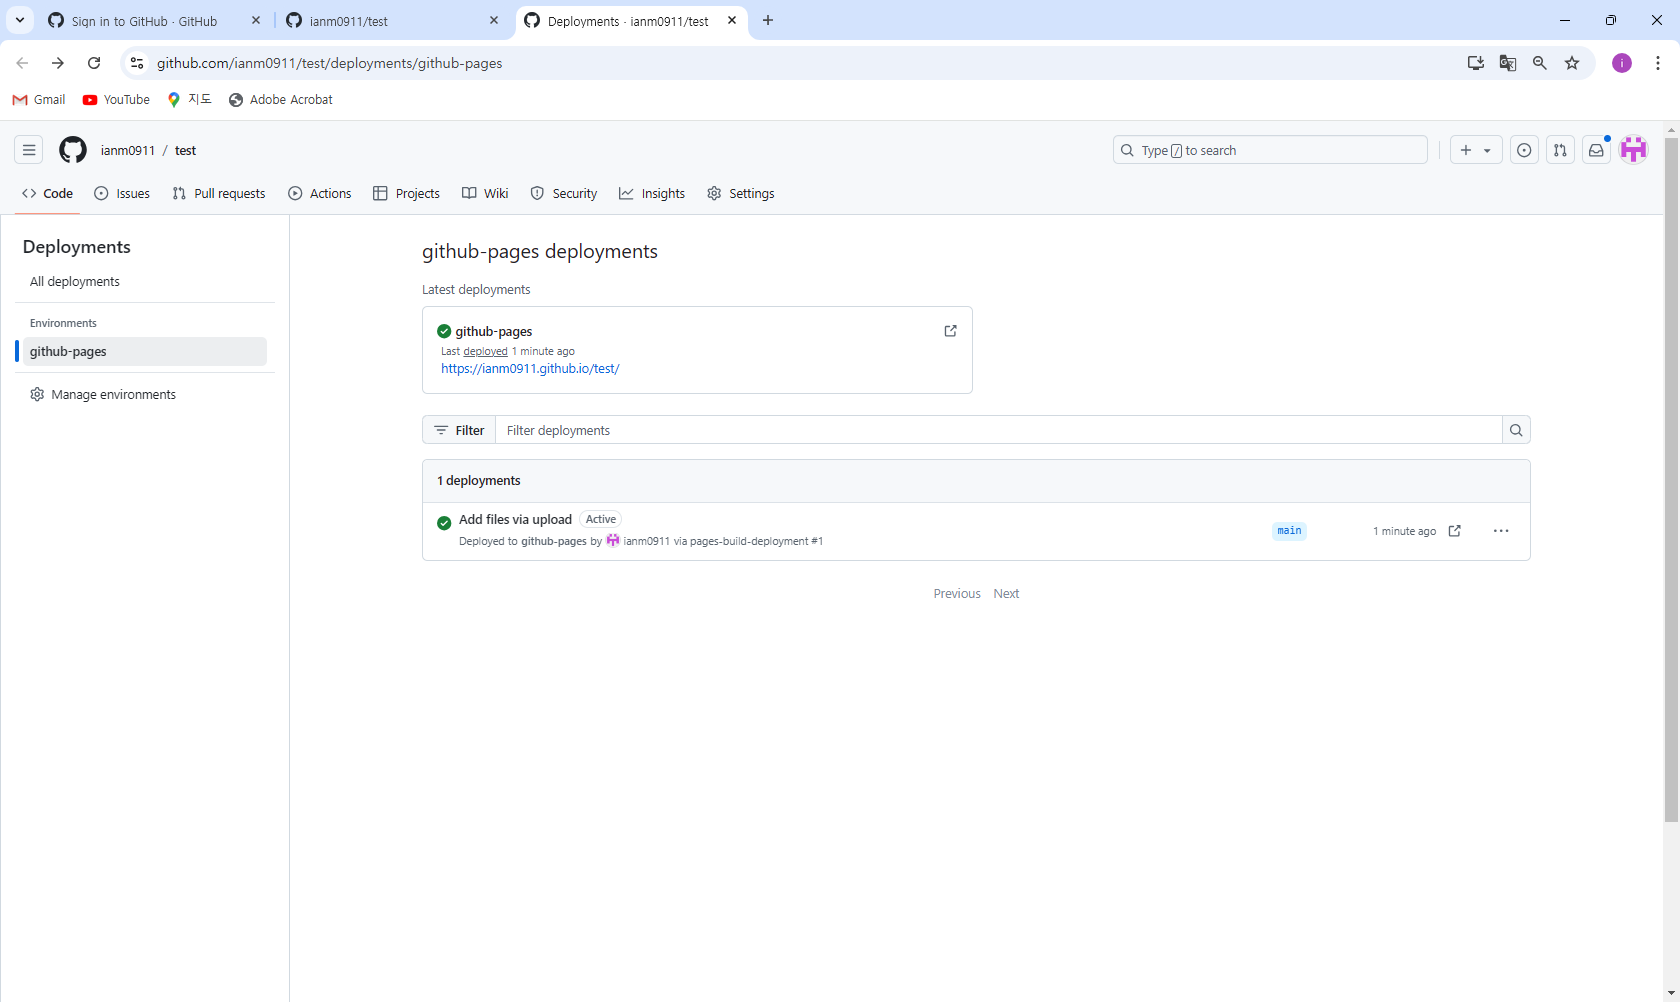 Sign in to GitHub · GitHub
ianm0911/test
Deployments · ianm0911/test
github.com/ianm0911/test/deployments/github-pages
i
Gmail
YouTube
지도
Adobe Acrobat
ianm0911 / test
Type / to search
Code
Issues
Pull requests
Actions
Projects
Wiki
Security
Insights
Settings
Deployments
All deployments
Environments
github-pages
Manage environments
github-pages deployments
Latest deployments
github-pages
Last deployed 1 minute ago
https://ianm0911.github.io/test/
Filter
Filter deployments
1 deployments
Add files via upload Active
Deployed to github-pages by ianm0911 via pages-build-deployment #1
main
1 minute ago
Previous Next